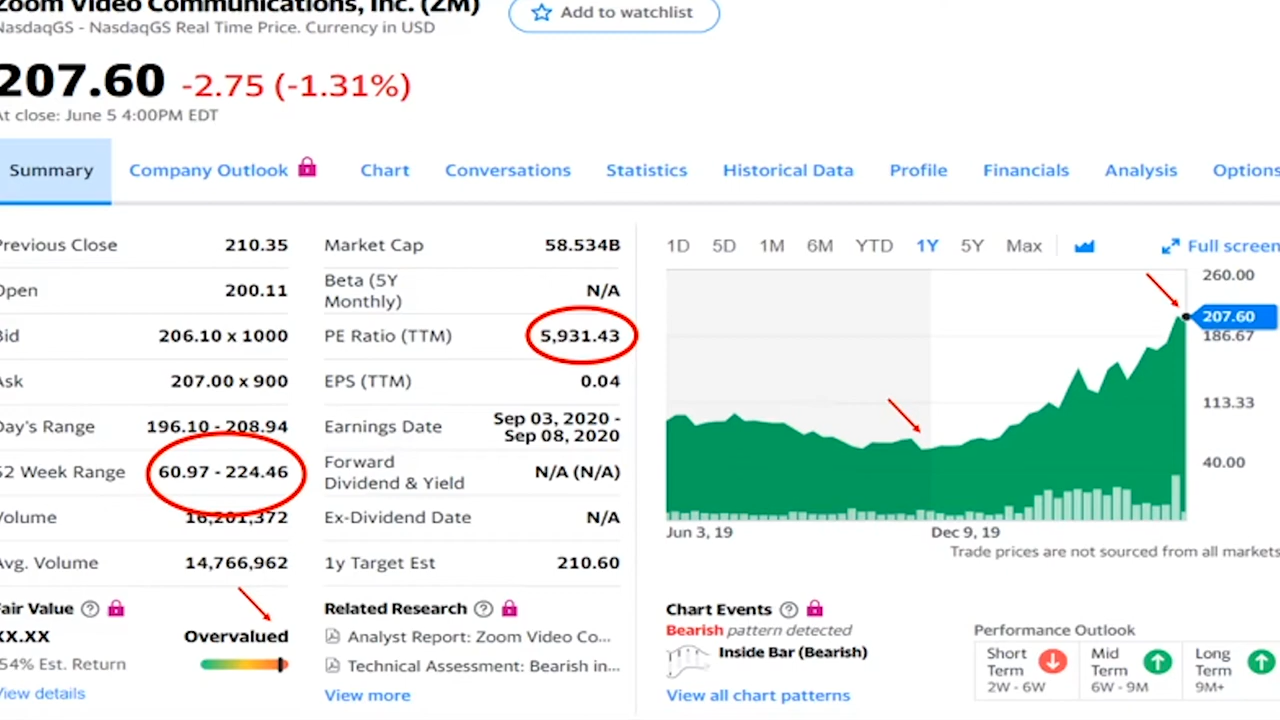 Zoom Video Communications, Inc. (ZM)
Add to watchlist
NasdaqGS - NasdaqGS Real Time Price. Currency in USD
207.60 -2.75 (-1.31%)
At close: June 5 4:00PM EDT
Summary Company Outlook Chart Conversations Statistics Historical Data Profile Financials Analysis Options
Previous Close 210.35
Open 200.11
Bid 206.10 x 1000
Ask 207.00 x 900
Day's Range 196.10 - 208.94
52 Week Range 60.97 - 224.46
Volume 16,201,372
Avg. Volume 14,766,962
Market Cap 58.534B
Beta (5Y
Monthly) N/A
PE Ratio (TTM) 5,931.43
EPS (TTM) 0.04
Earnings Date Sep 03, 2020 -
Sep 08, 2020
Forward
Dividend & Yield N/A (N/A)
Ex-Dividend Date N/A
1y Target Est 210.60
1D 5D 1M 6M YTD 1Y 5Y Max Full screen
260.00
207.60
186.67
113.33
40.00
Jun 3, 19 Dec 9, 19
Trade prices are not sourced from all markets
Fair Value
XX.XX Overvalued
54% Est. Return
View details
Related Research
Analyst Report: Zoom Video Co...
Technical Assessment: Bearish in...
View more
Chart Events
Bearish pattern detected
Inside Bar (Bearish)
View all chart patterns
Performance Outlook
Short
Term
2W - 6W
Mid
Term
6W - 9M
Long
Term
9M+